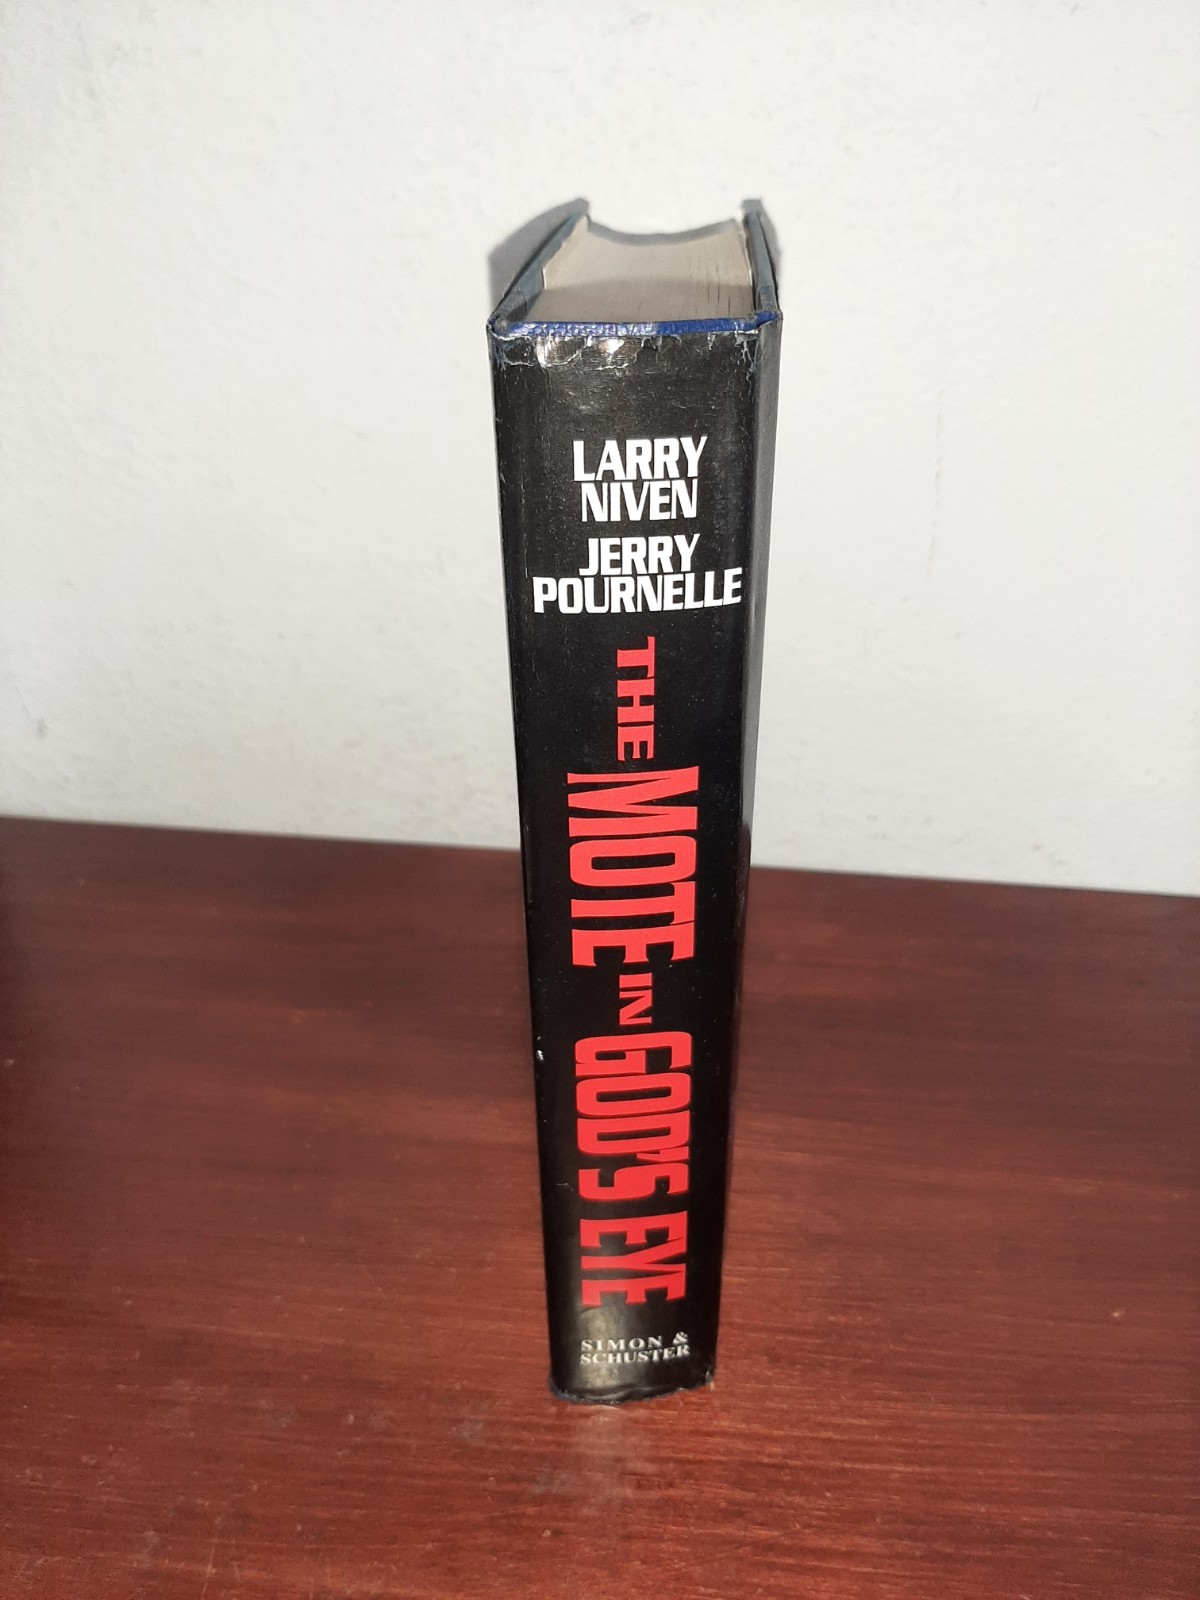 LARRY
NIVEN
JERRY
POURNELLE
THE MOTE IN GOD'S EYE
SIMON &
SCHUSTER